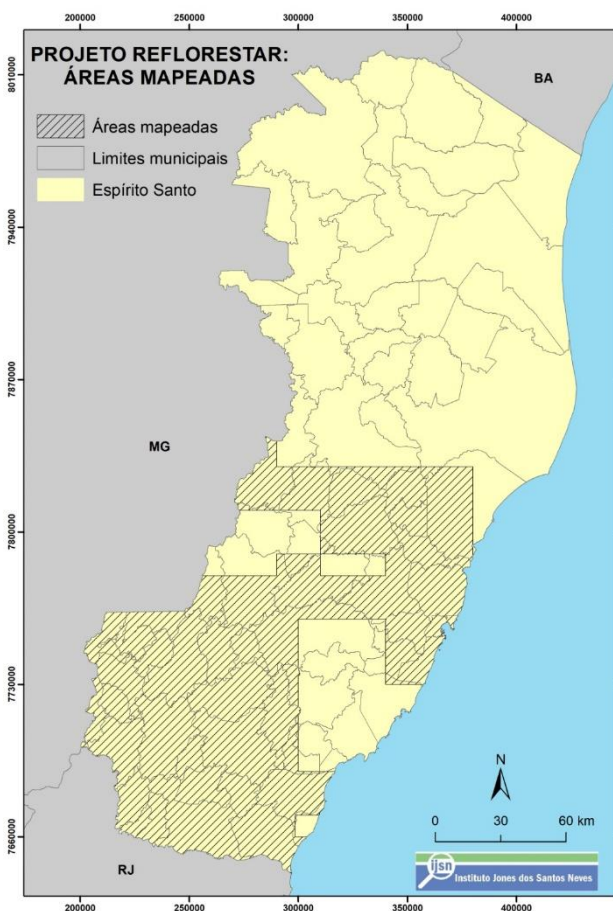 200000 300000 350000 400000
PROJETO REFLORESTAR:
ÁREAS MAPEADAS
Áreas mapeadas
Limites municipais
Espírito Santo
BA
MG
RJ
8010000
7940000
7870000
7800000
7730000
7660000
N
0 30 60 km
ijsn Instituto Jones dos Santos Neves
200000 250000 300000 350000 400000